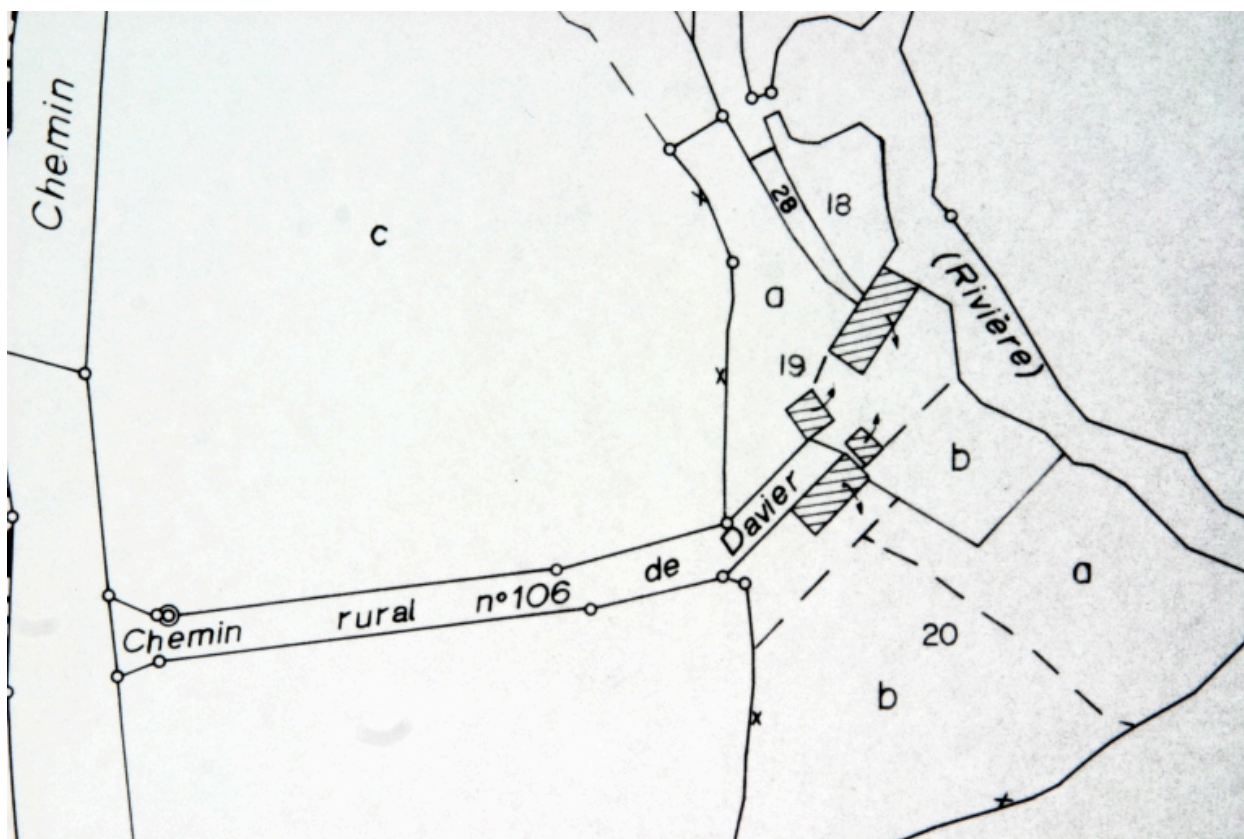 Chemin
c
28
18
(Rivière)
a
19
b
Chemin rural n°106 de Davier
a
20
b